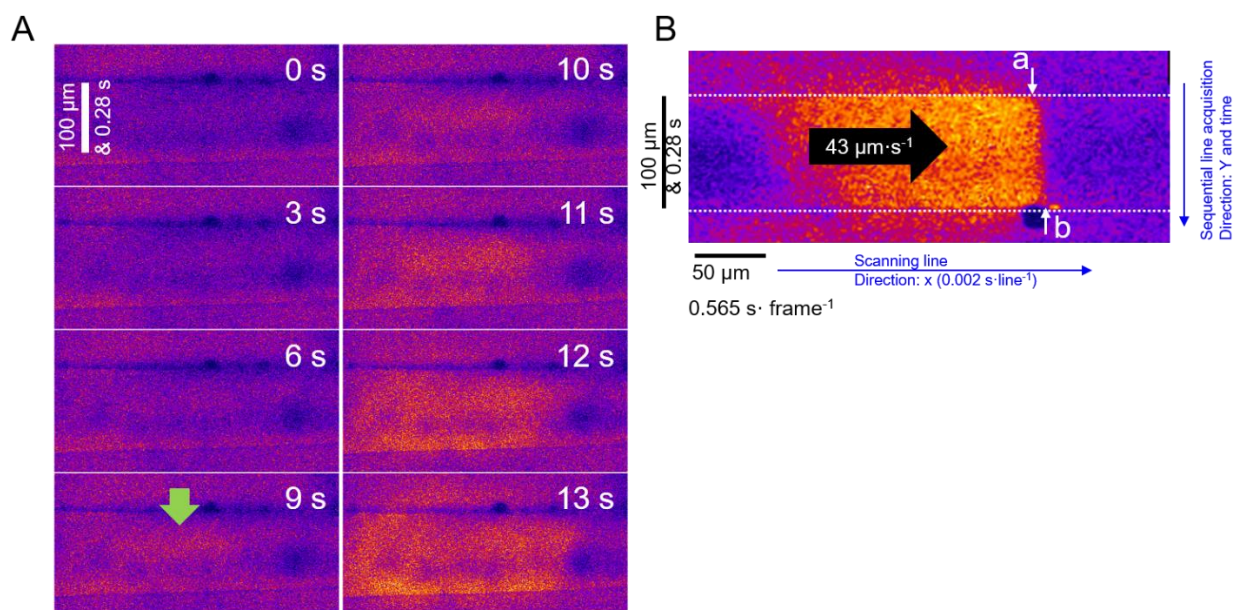 A
0 s
100 µm
& 0.28 s
10 s
3 s
11 s
6 s
12 s
9 s
13 s
B
a
43 µm·s⁻¹
b
100 µm
& 0.28 s
Sequential line acquisition
Direction: Y and time
50 µm
Scanning line
Direction: x (0.002 s·line⁻¹)
0.565 s· frame⁻¹